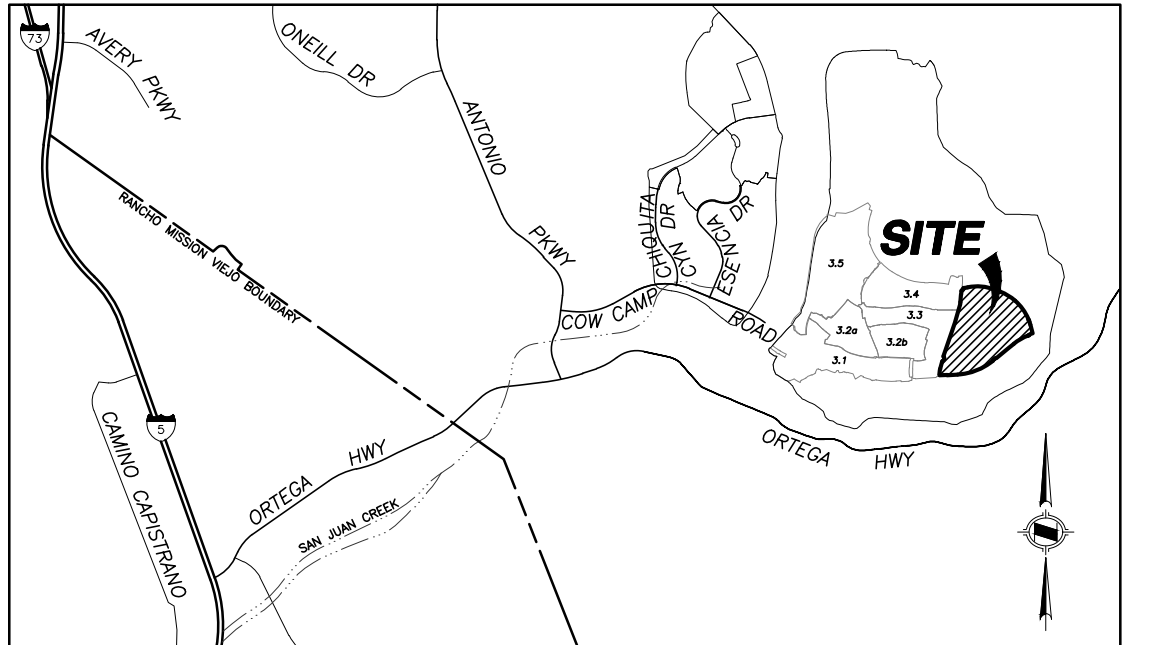 73
AVERY PKWY
ONEILL DR
ANTONIO
PKWY
RANCHO MISSION VIEJO BOUNDARY
CHIQUITA
CYN DR
ESENCIA DR
SITE
3.5
3.4
3.3
3.2a
3.2b
3.1
COW CAMP
ROAD
5
CAMINO CAPISTRANO
ORTEGA
HWY
ORTEGA
HWY
SAN JUAN CREEK